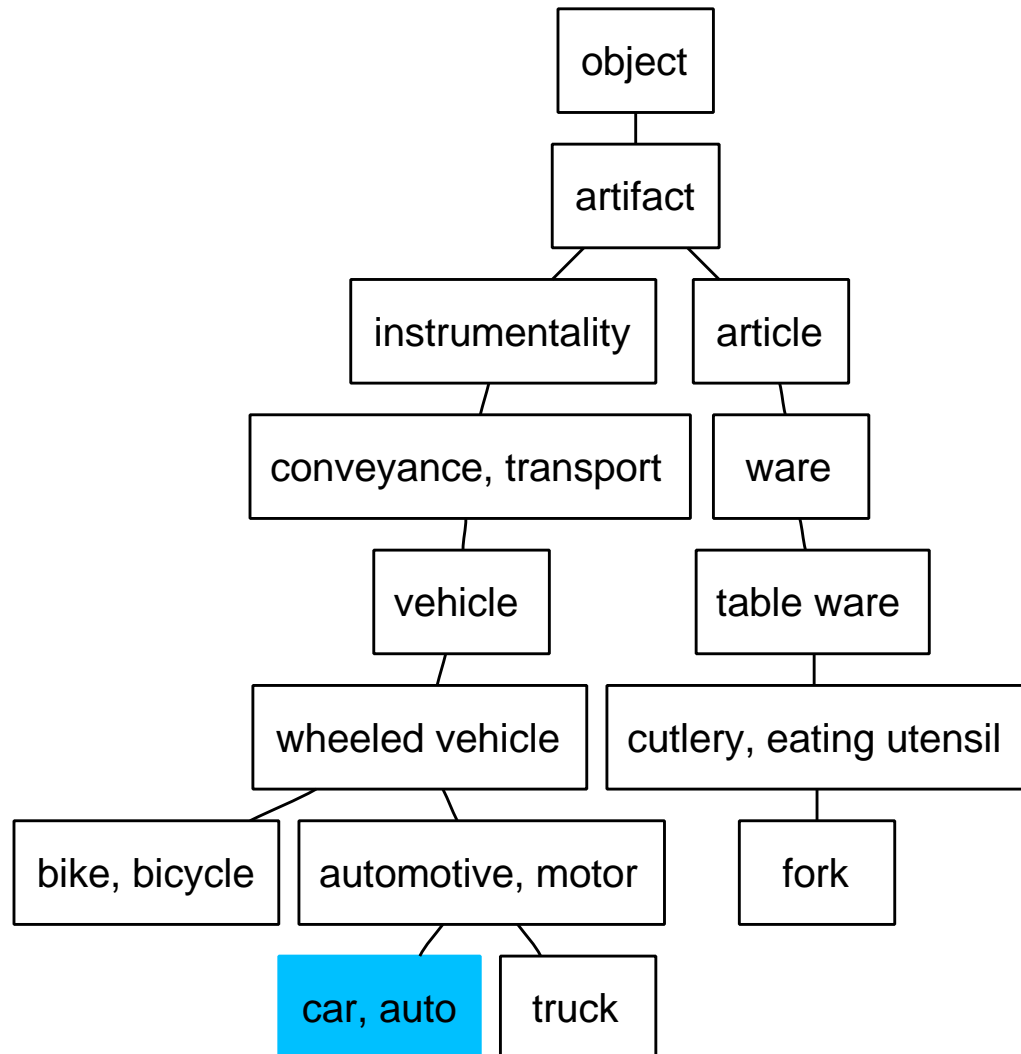 object
artifact
instrumentality
article
conveyance, transport
ware
vehicle
table ware
wheeled vehicle
cutlery, eating utensil
bike, bicycle
automotive, motor
fork
car, auto
truck